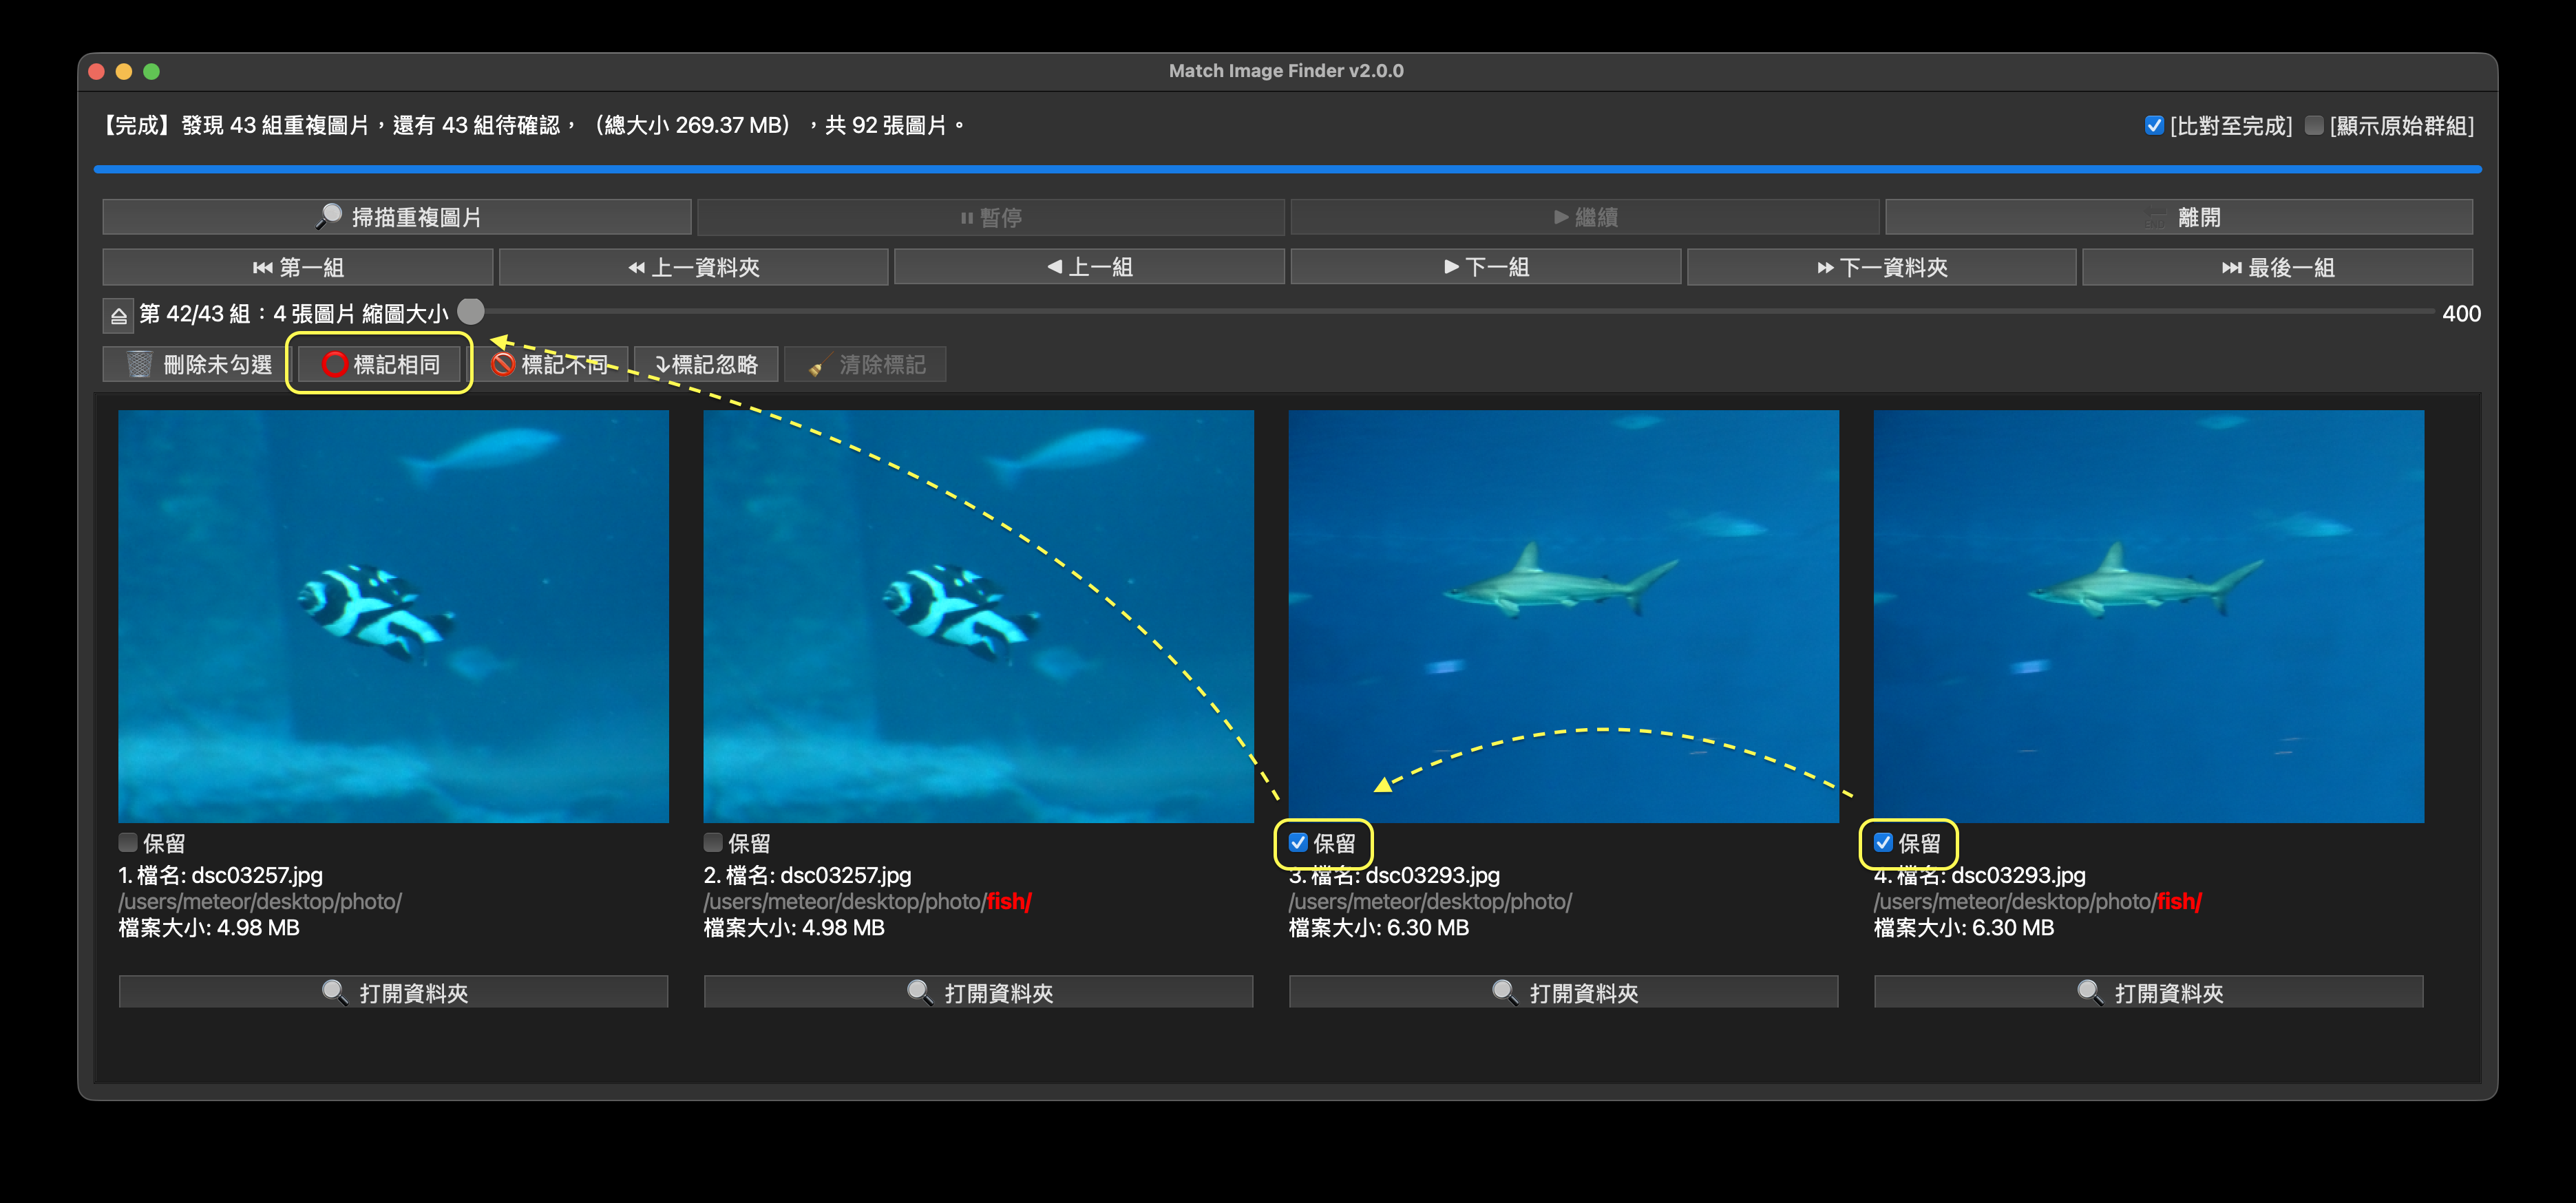 Match Image Finder v2.0.0
【完成】發現 43 組重複圖片，還有 43 組待確認，（總大小 269.37 MB），共 92 張圖片。
[比對至完成] [顯示原始群組]
掃描重複圖片 暫停 繼續 離開
第一組 上一資料夾 上一組 下一組 下一資料夾 最後一組
第 42/43 組：4 張圖片 縮圖大小 400
刪除未勾選 標記相同 標記不同 標記忽略 清除標記
保留 保留 保留 保留
1. 檔名: dsc03257.jpg 2. 檔名: dsc03257.jpg 3. 檔名: dsc03293.jpg 4. 檔名: dsc03293.jpg
/users/meteor/desktop/photo/ /users/meteor/desktop/photo/fish/ /users/meteor/desktop/photo/ /users/meteor/desktop/photo/fish/
檔案大小: 4.98 MB 檔案大小: 4.98 MB 檔案大小: 6.30 MB 檔案大小: 6.30 MB
打開資料夾 打開資料夾 打開資料夾 打開資料夾